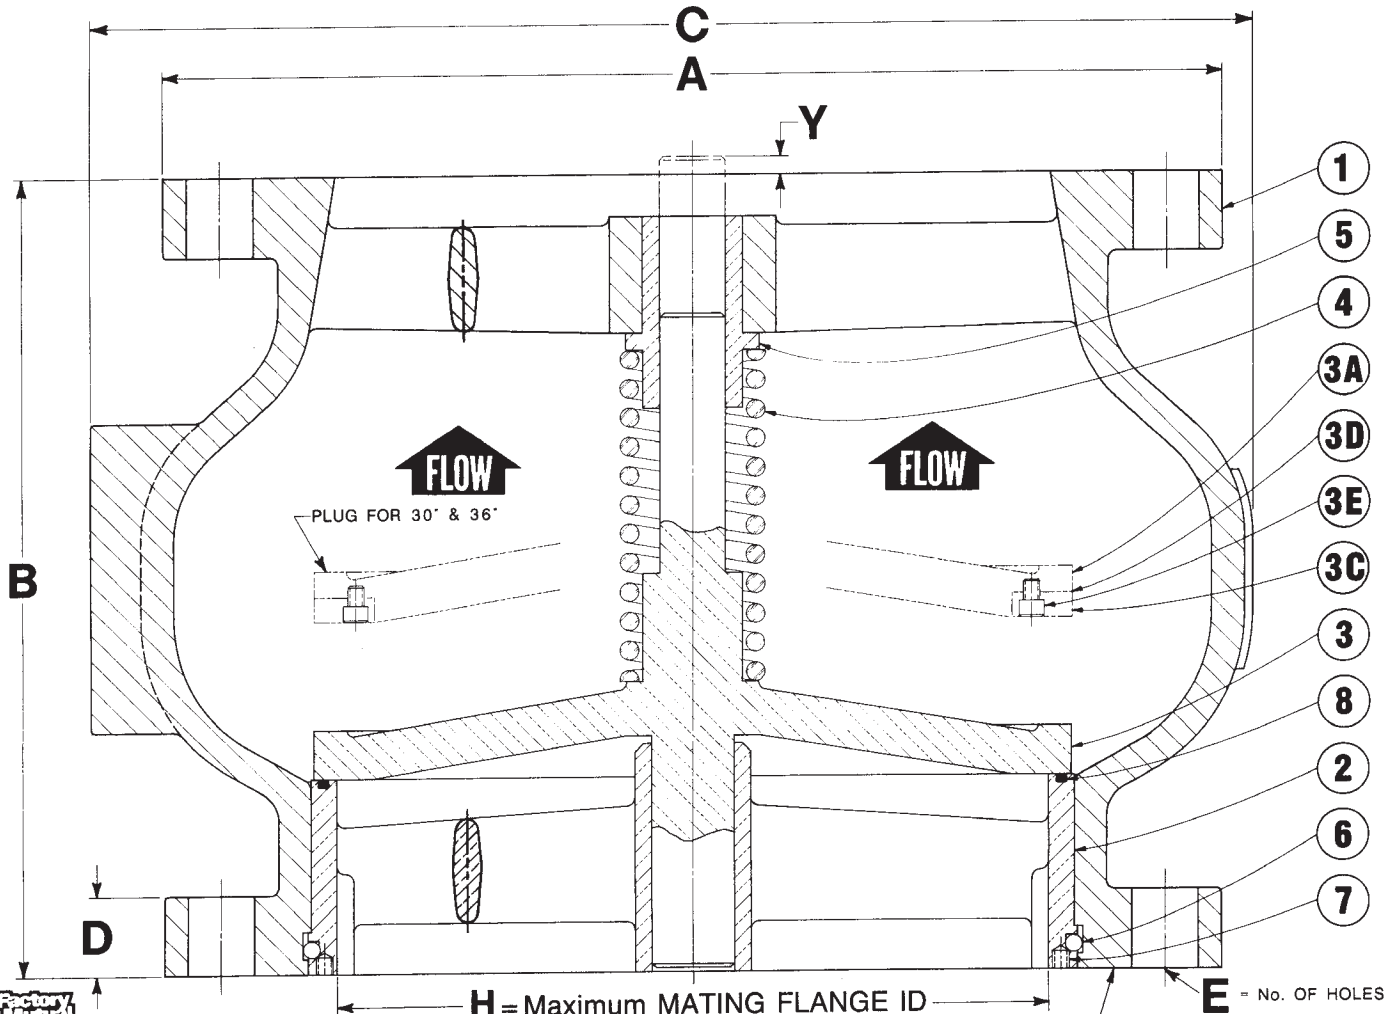 C
A
Y
1
5
4
3A
3D
3E
3C
3
8
2
6
7
FLOW
FLOW
PLUG FOR 30" & 36"
B
D
H = Maximum MATING FLANGE ID
E = No. OF HOLES
Factory